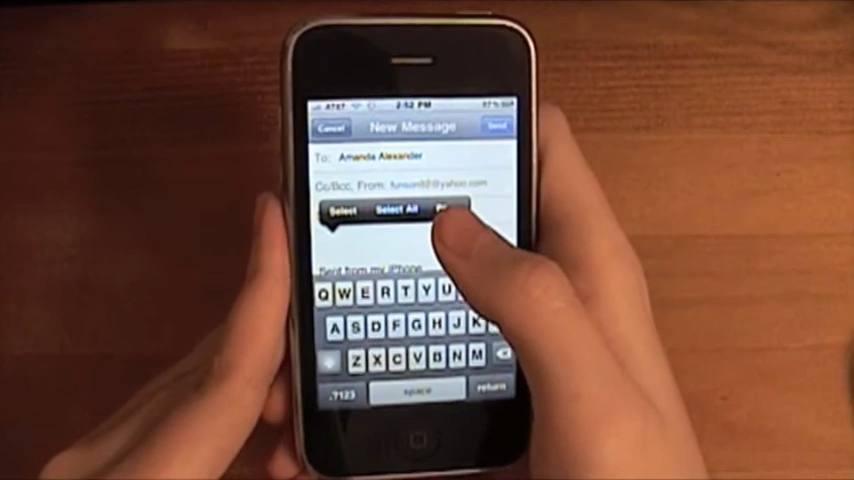 AT&T 2:52 PM
Cancel New Message Send
To: Amanda Alexander
Cc/Bcc, From: funson92@yahoo.com
Select Select All
Sent from my iPhone
Q W E R T Y U
A S D F G H J K
Z X C V B N M
.?123 space return